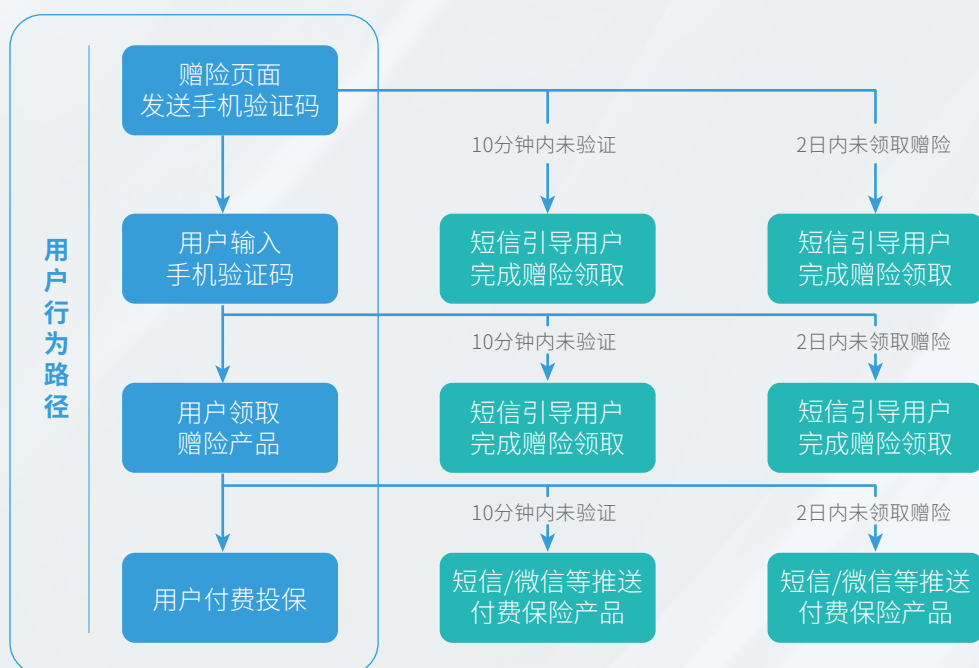 用户行为路径
赠险页面
发送手机验证码
10分钟内未验证
2日内未领取赠险
用户输入
手机验证码
短信引导用户
完成赠险领取
短信引导用户
完成赠险领取
10分钟内未验证
2日内未领取赠险
用户领取
赠险产品
短信引导用户
完成赠险领取
短信引导用户
完成赠险领取
10分钟内未验证
2日内未领取赠险
用户付费投保
短信/微信等推送
付费保险产品
短信/微信等推送
付费保险产品